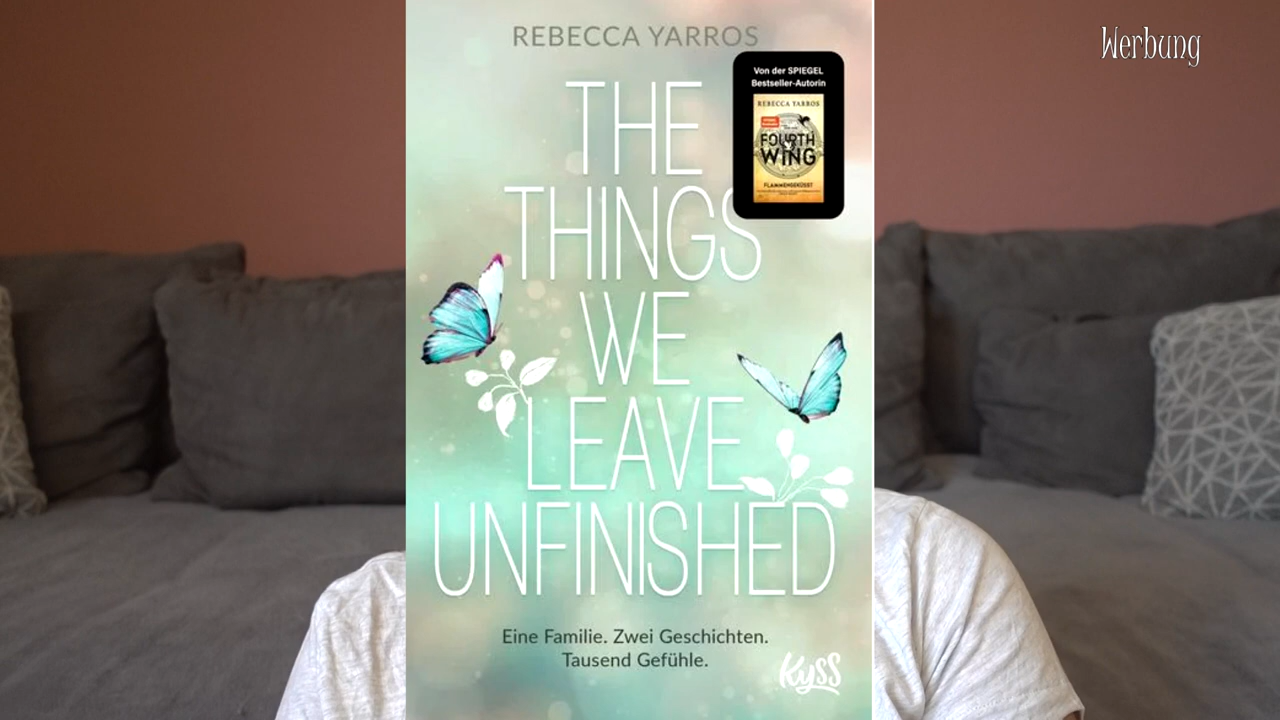 REBECCA YARROS
Werbung
Von der SPIEGEL
Bestseller-Autorin
REBECCA YARROS
FOURTH
WING
FLAMMENGEKÜSST
THE
THINGS
WE
LEAVE
UNFINISHED
Eine Familie. Zwei Geschichten.
Tausend Gefühle.
Kyss